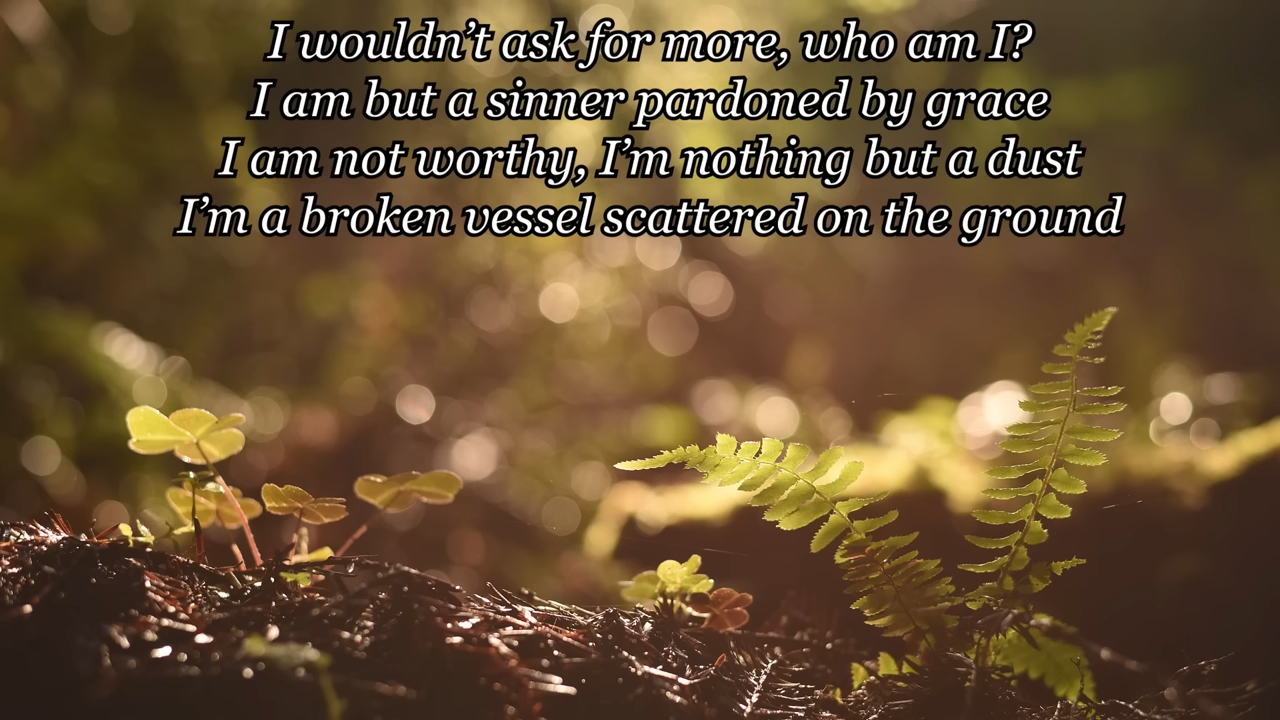 I wouldn’t ask for more, who am I?
I am but a sinner pardoned by grace
I am not worthy, I’m nothing but a dust
I’m a broken vessel scattered on the ground